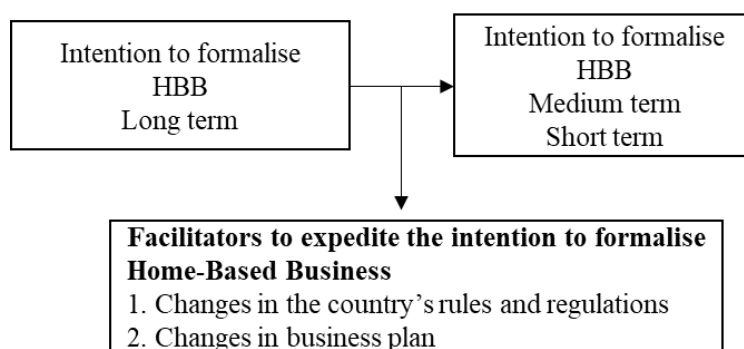 Intention to formalise
HBB
Long term
Intention to formalise
HBB
Medium term
Short term
Facilitators to expedite the intention to formalise
Home-Based Business
1. Changes in the country’s rules and regulations
2. Changes in business plan